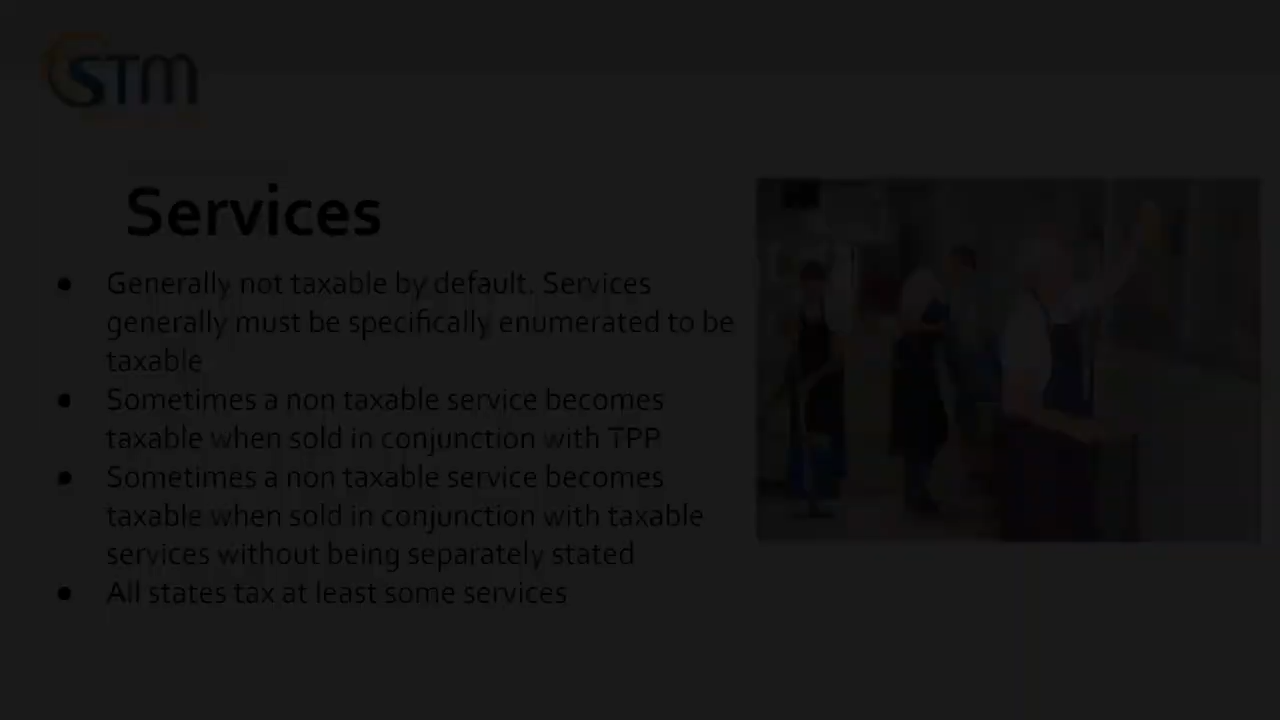 STM
Services
● Generally not taxable by default. Services
generally must be specifically enumerated to be
taxable
● Sometimes a non taxable service becomes
taxable when sold in conjunction with TPP
● Sometimes a non taxable service becomes
taxable when sold in conjunction with taxable
services without being separately stated
● All states tax at least some services